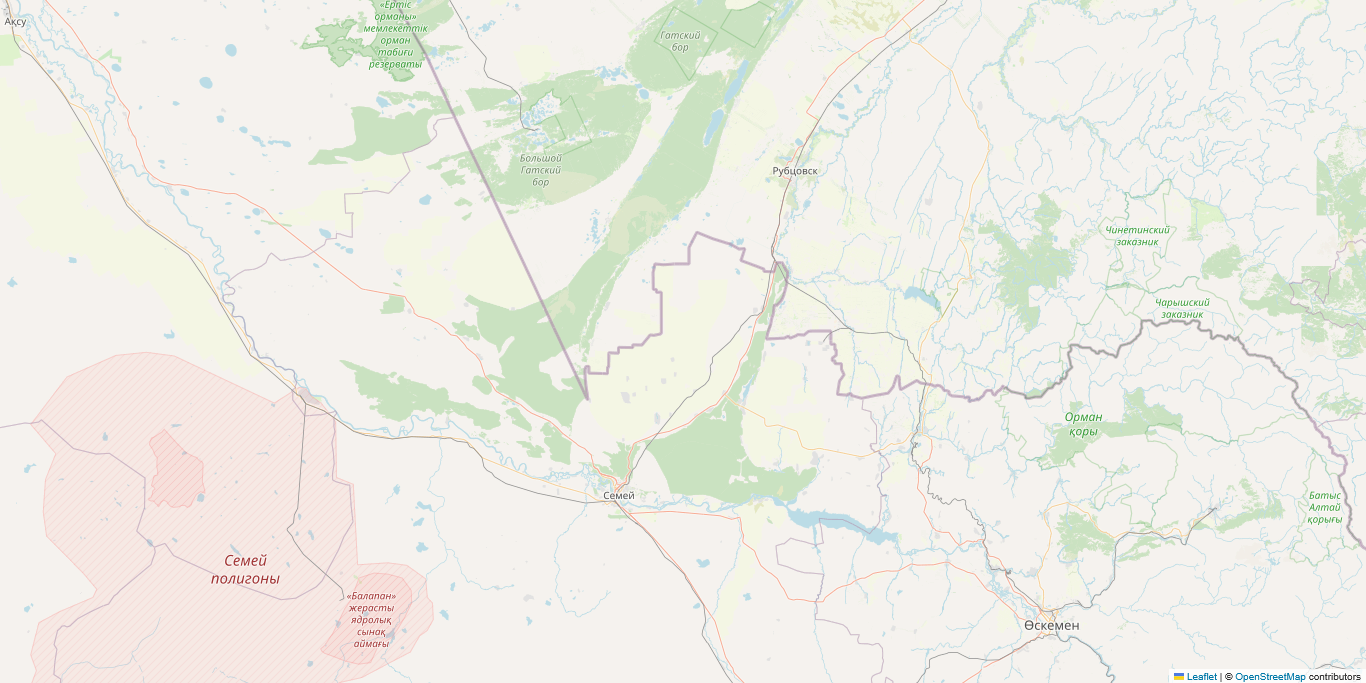 Ақсу
«Ертіс
орманы»
мемлекеттік
орман
табиғи
резерваты
Гатский
бор
Большой
Гатский
бор
Рубцовск
Чинетинский
заказник
Чарышский
заказник
Орман
қоры
Семей
Батыс
Алтай
қорығы
Семей
полигоны
«Балапан»
жерасты
ядролық
сынақ
аймағы
Өскемен
Leaflet | © OpenStreetMap contributors